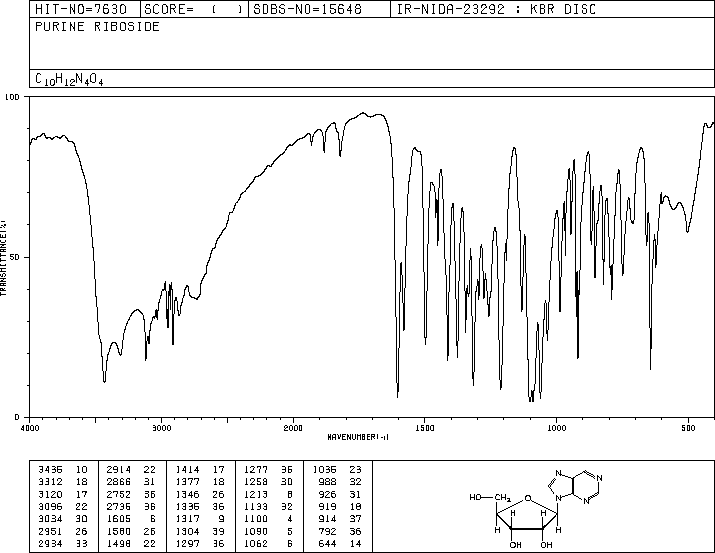 HIT-NO=7630 |SCORE= ( )|SDBS-NO=15648 |IR-NIDA-23292 : KBR DISC
PURINE RIBOSIDE
C10H12N4O4
100
50
0
TRANSMITTANCE(%)
4000 3000 2000 1500 1000 500
WAVENUMBER(-1)
3436 10 2914 22 1414 17 1277 36 1036 23
3312 18 2866 31 1377 18 1258 30 988 32
3120 17 2752 36 1346 26 1213 8 926 31
3096 22 2736 36 1336 36 1133 32 919 18
3034 30 1605 6 1317 9 1100 4 914 37
2951 26 1580 26 1304 39 1090 5 792 36
2934 33 1498 22 1297 36 1062 6 644 14
N N
N N
HO-CH2 O
H H
H H
OH OH